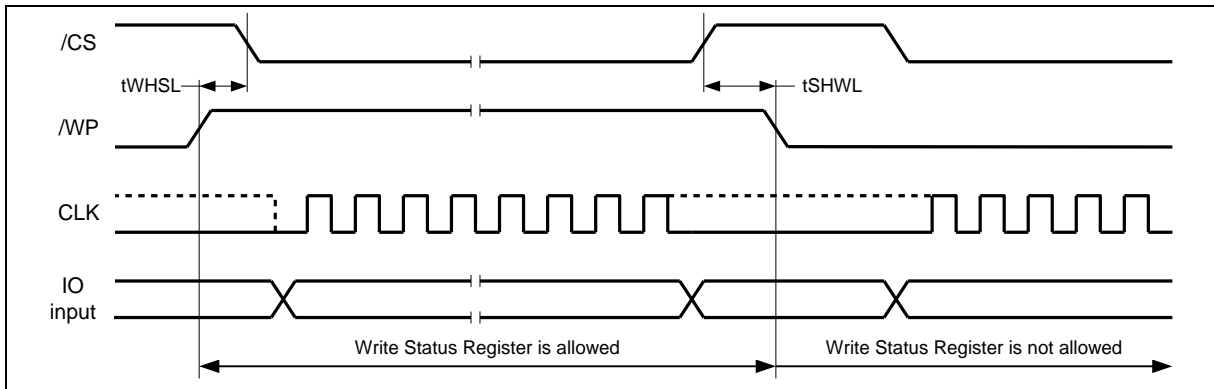 /CS
tWHSL
tSHWL
/WP
CLK
IO
input
Write Status Register is allowed
Write Status Register is not allowed